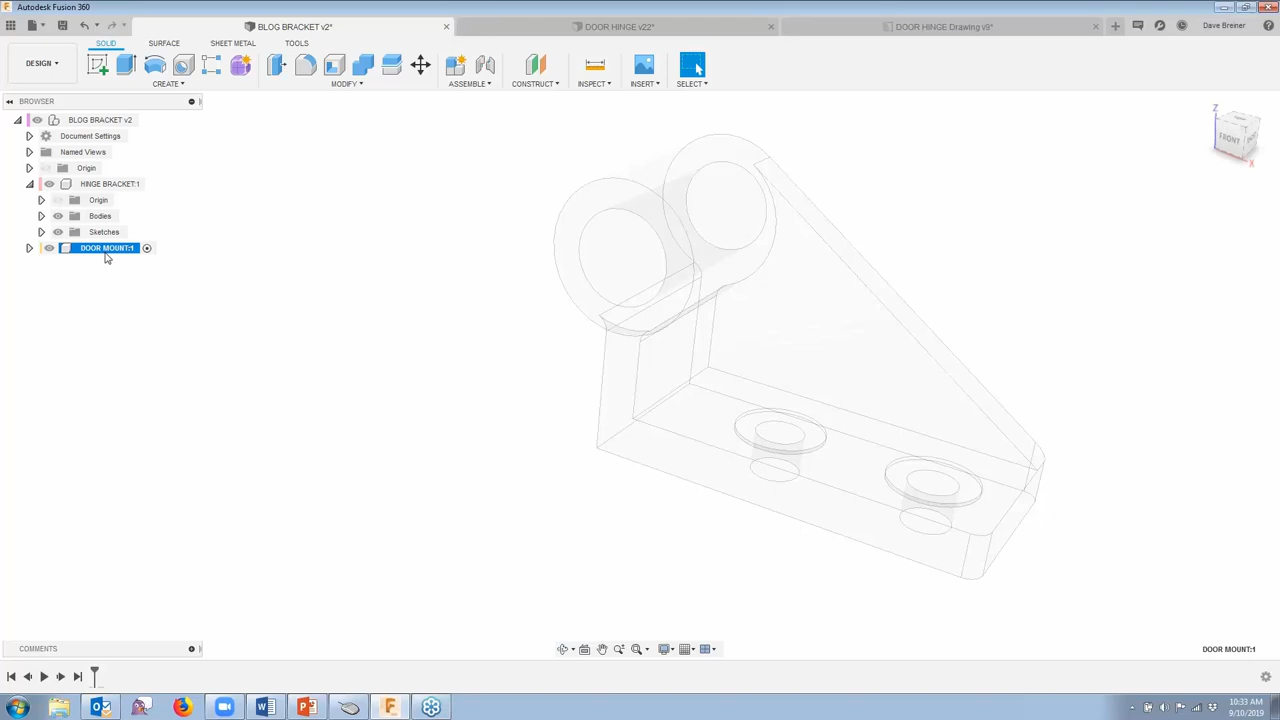 Autodesk Fusion 360
BLOG BRACKET v2*
DOOR HINGE v22*
DOOR HINGE Drawing v9*
Dave Breiner
DESIGN
SOLID
SURFACE
SHEET METAL
TOOLS
CREATE
MODIFY
ASSEMBLE
CONSTRUCT
INSPECT
INSERT
SELECT
BROWSER
BLOG BRACKET v2
Document Settings
Named Views
Origin
HINGE BRACKET:1
Origin
Bodies
Sketches
DOOR MOUNT:1
Z
FRONT
X
COMMENTS
DOOR MOUNT:1
10:33 AM
9/10/2019